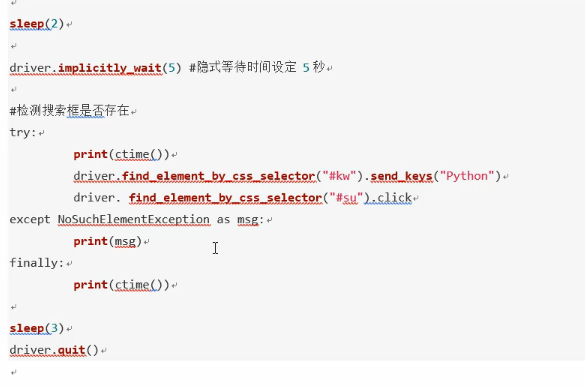 sleep(2)
driver.implicitly_wait(5) #隐式等待时间设定 5秒
#检测搜索框是否存在
try:
print(ctime())
driver.find_element_by_css_selector("#kw").send_keys("Python")
driver. find_element_by_css_selector("#su").click
except NoSuchElementException as msg:
print(msg)
finally:
print(ctime())
sleep(3)
driver.quit()